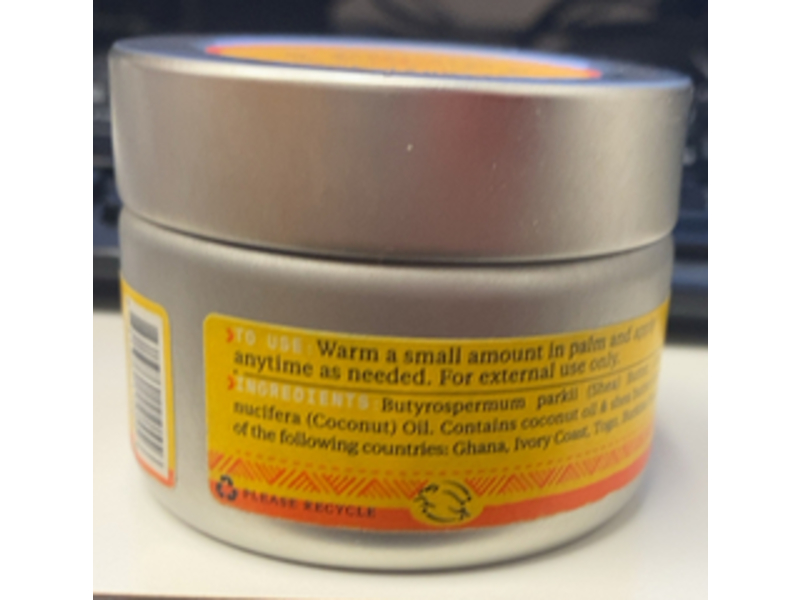 TO USE: Warm a small amount in palm and
anytime as needed. For external use only.
INGREDIENTS Butyrospermum parkii (Shea) Butter
nucifera (Coconut) Oil. Contains coconut oil & shea
of the following countries: Ghana, Ivory Coast, Togo,
PLEASE RECYCLE